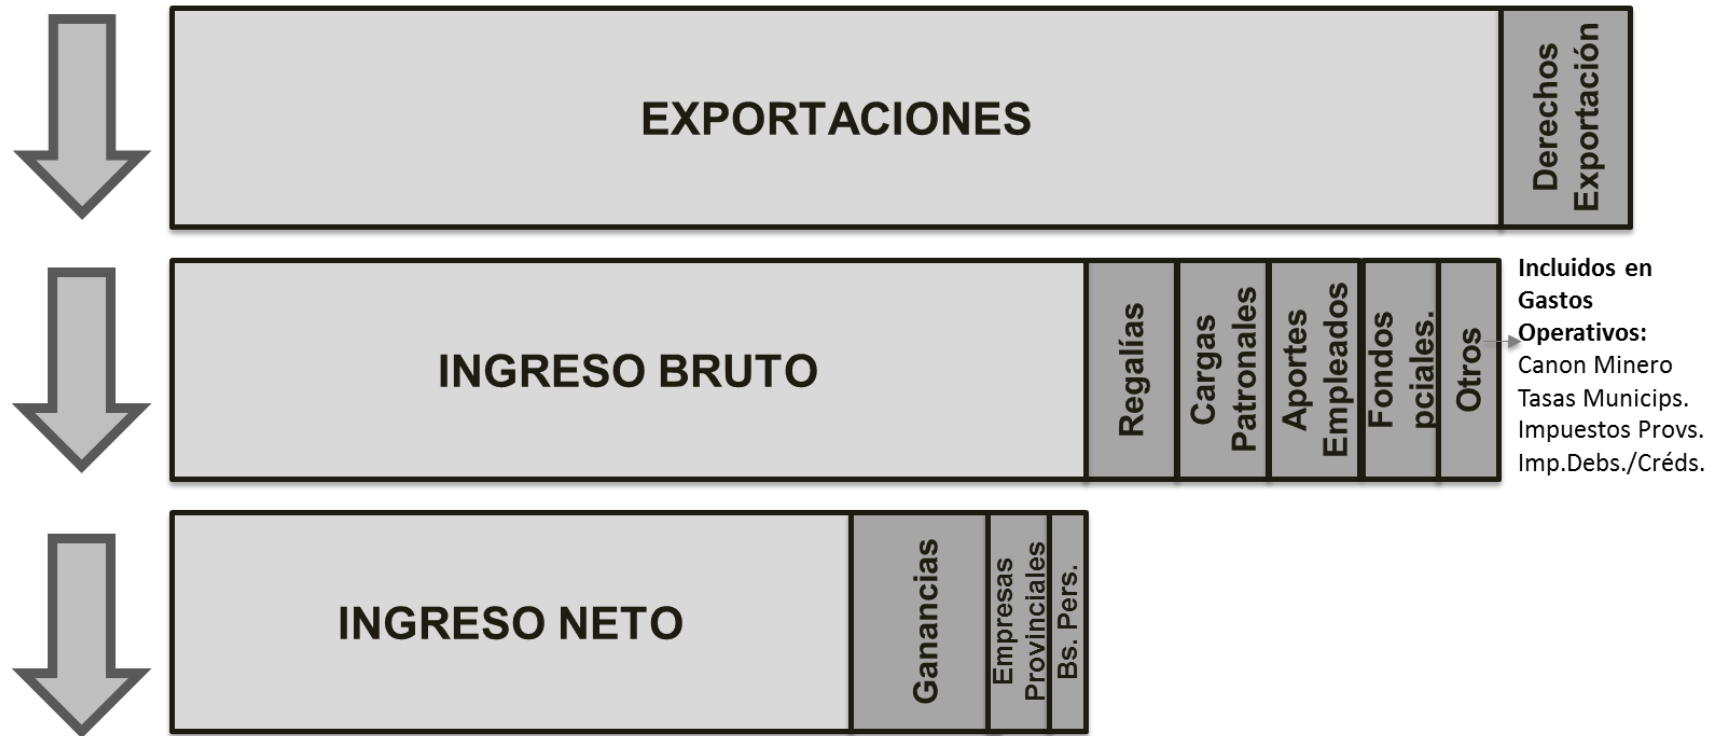 EXPORTACIONES
Derechos
Exportación
INGRESO BRUTO
Regalías
Cargas
Patronales
Aportes
Empleados
Fondos
pciales.
Otros
Incluidos en
Gastos
Operativos:
Canon Minero
Tasas Municips.
Impuestos Provs.
Imp.Debs./Créds.
INGRESO NETO
Ganancias
Empresas
Provinciales
Bs. Pers.